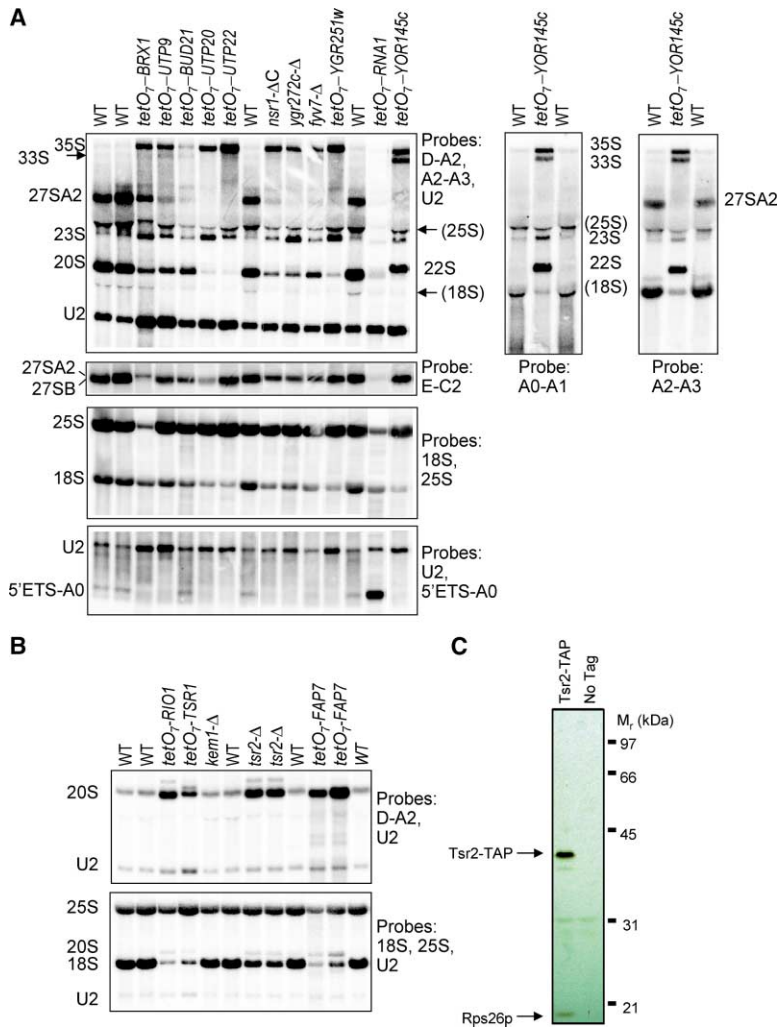 A
WT
WT
tetO7–BRX1
tetO7–UTP9
tetO7–BUD21
tetO7–UTP20
tetO7–UTP22
WT
nsr1-ΔC
ygr272c-Δ
fyv7-Δ
tetO7–YGR251w
WT
tetO7–RNA1
tetO7–YOR145c
35S
33S
27SA2
23S
20S
U2
Probes:
D-A2,
A2-A3,
U2
(25S)
22S
(18S)
27SA2
27SB
Probe:
E-C2
25S
18S
Probes:
18S,
25S
U2
5'ETS-A0
Probes:
U2,
5'ETS-A0
WT
tetO7–YOR145c
WT
35S
33S
(25S)
23S
22S
(18S)
Probe:
A0-A1
WT
tetO7–YOR145c
WT
27SA2
Probe:
A2-A3
B
WT
WT
tetO7-RIO1
tetO7-TSR1
kem1-Δ
WT
tsr2-Δ
tsr2-Δ
WT
tetO7-FAP7
tetO7-FAP7
WT
20S
U2
Probes:
D-A2,
U2
25S
20S
18S
U2
Probes:
18S, 25S,
U2
C
Tsr2-TAP
No Tag
Mr (kDa)
97
66
45
31
21
Tsr2-TAP
Rps26p